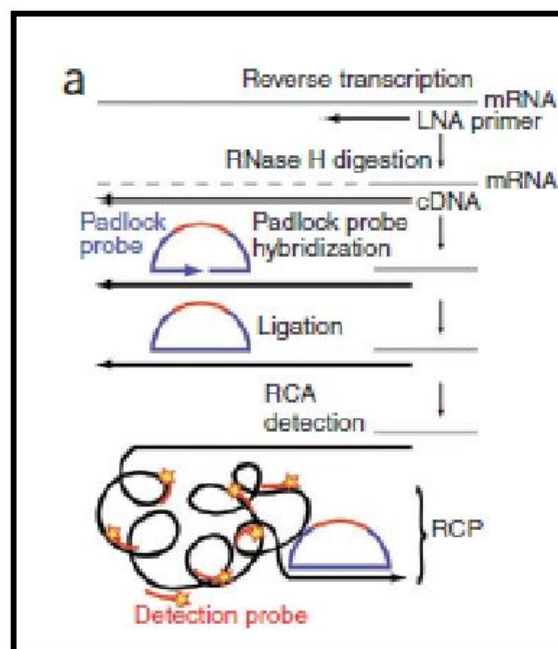 a
Reverse transcription
mRNA
LNA primer
RNase H digestion
mRNA
cDNA
Padlock probe
Padlock probe hybridization
Ligation
RCA detection
RCP
Detection probe